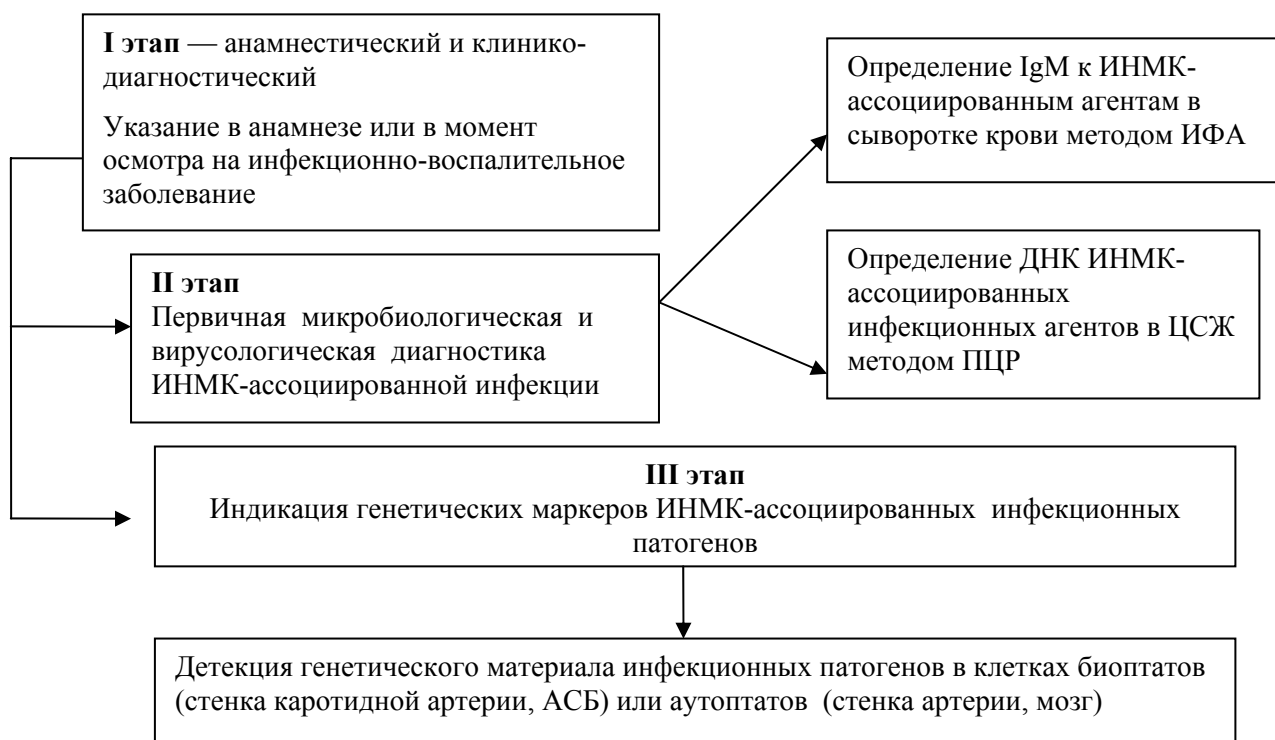 I этап — анамнестический и клинико-
диагностический
Указание в анамнезе или в момент
осмотра на инфекционно-воспалительное
заболевание
Определение IgM к ИНМК-
ассоциированным агентам в
сыворотке крови методом ИФА
II этап
Первичная микробиологическая и
вирусологическая диагностика
ИНМК-ассоциированной инфекции
Определение ДНК ИНМК-
ассоциированных
инфекционных агентов в ЦСЖ
методом ПЦР
III этап
Индикация генетических маркеров ИНМК-ассоциированных инфекционных
патогенов
Детекция генетического материала инфекционных патогенов в клетках биоптатов
(стенка каротидной артерии, АСБ) или аутоптатов (стенка артерии, мозг)